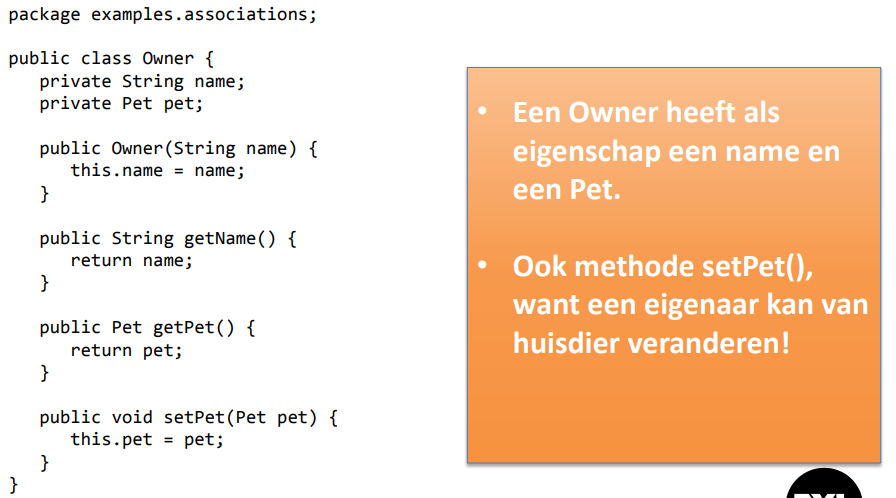 package examples.associations;
public class Owner {
private String name;
private Pet pet;
public Owner(String name) {
this.name = name;
}
public String getName() {
return name;
}
public Pet getPet() {
return pet;
}
public void setPet(Pet pet) {
this.pet = pet;
}
}
• Een Owner heeft als
eigenschap een name en
een Pet.
• Ook methode setPet(),
want een eigenaar kan van
huisdier veranderen!